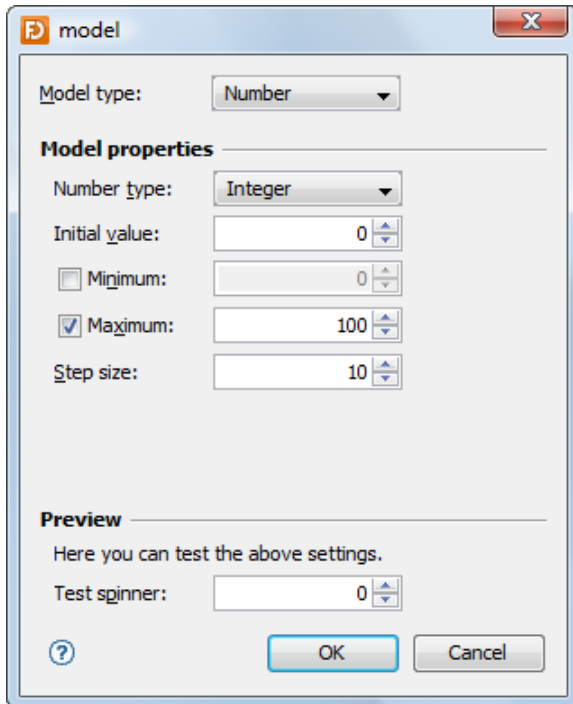 model
Model type: Number
Model properties
Number type: Integer
Initial value: 0
Minimum: 0
Maximum: 100
Step size: 10
Preview
Here you can test the above settings.
Test spinner: 0
? OK Cancel